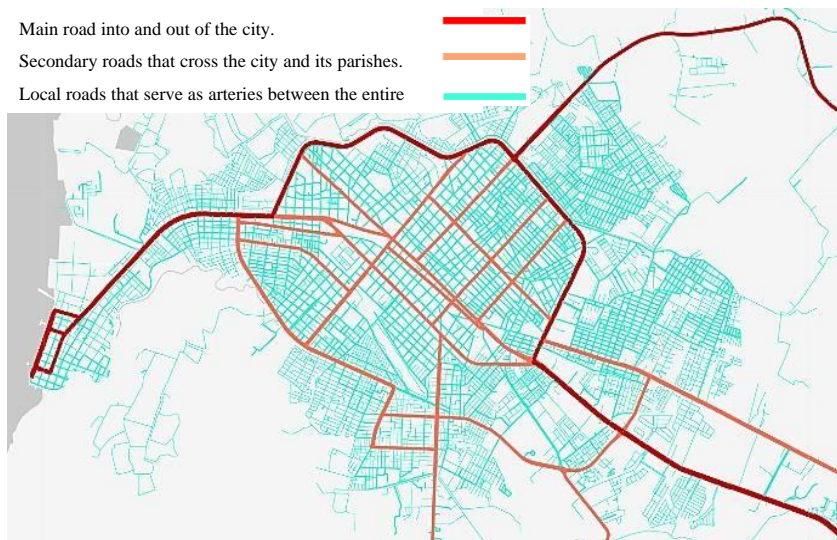 Main road into and out of the city.
Secondary roads that cross the city and its parishes.
Local roads that serve as arteries between the entire